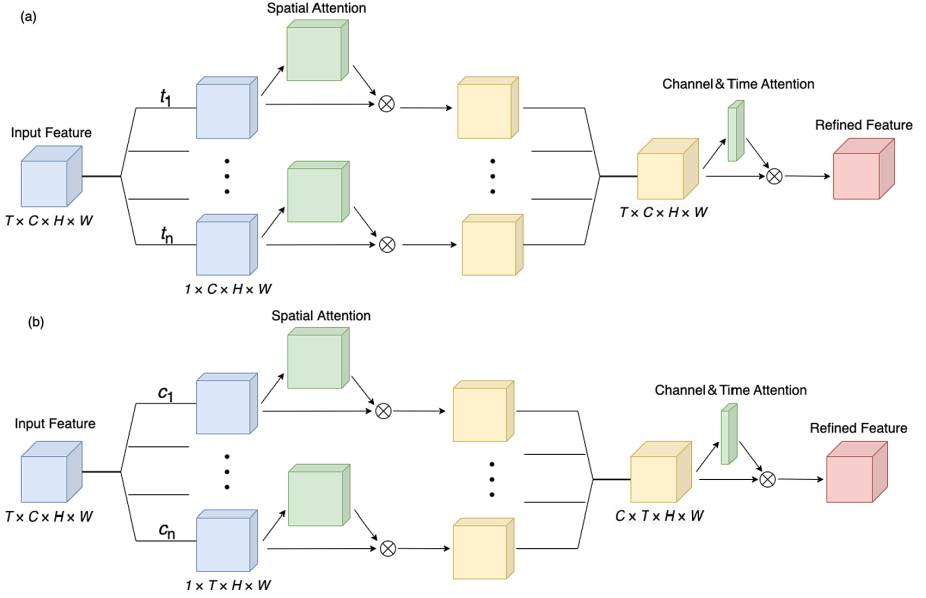 (a)
Spatial Attention
t1
Channel & Time Attention
Input Feature
Refined Feature
T × C × H × W
T × C × H × W
tn
1 × C × H × W
(b)
Spatial Attention
c1
Channel & Time Attention
Input Feature
Refined Feature
T × C × H × W
C × T × H × W
cn
1 × T × H × W